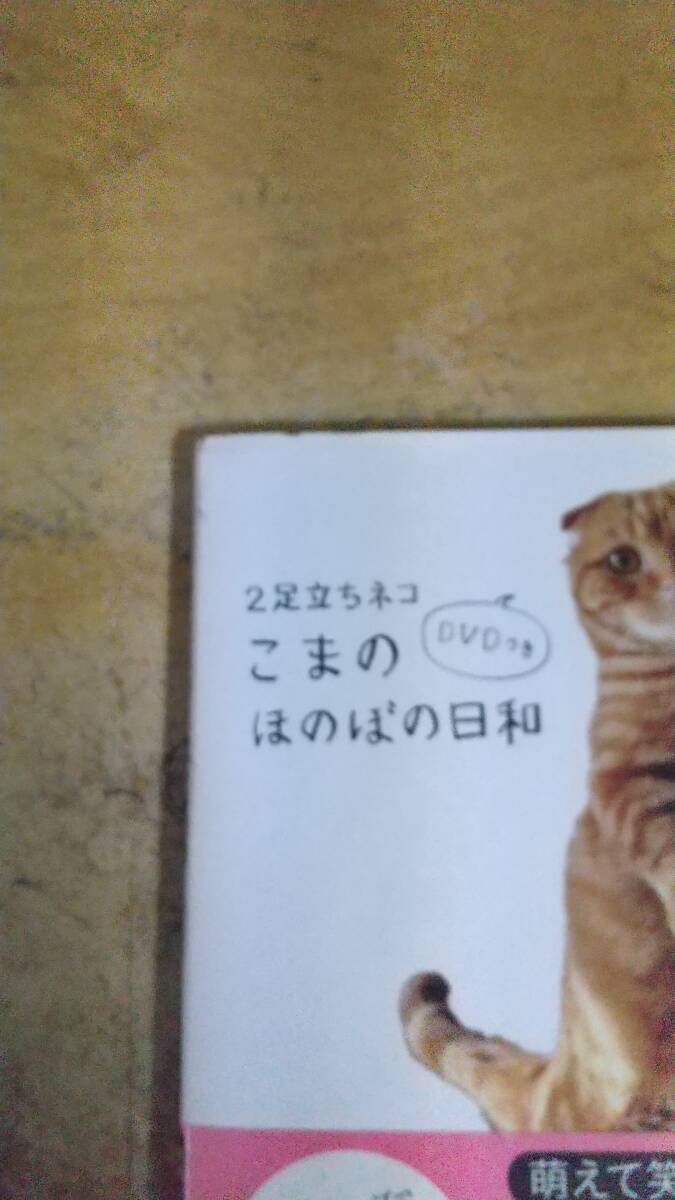 2足立ちネコ
こまの
DVDつき
ほのぼの日和
萌えて笑